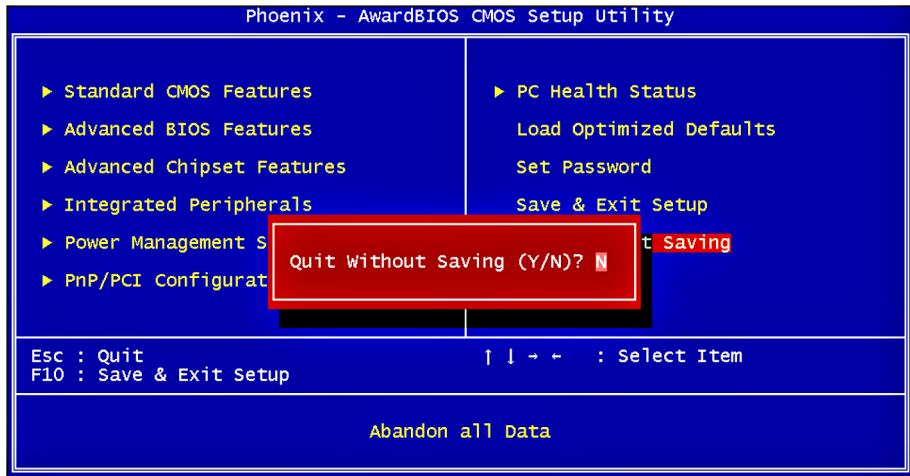 Phoenix - AwardBIOS CMOS Setup Utility
▶ Standard CMOS Features
▶ Advanced BIOS Features
▶ Advanced Chipset Features
▶ Integrated Peripherals
▶ Power Management S
▶ PnP/PCI Configurat
▶ PC Health Status
Load Optimized Defaults
Set Password
Save & Exit Setup
t Saving
Quit Without Saving (Y/N)? N
Esc : Quit
F10 : Save & Exit Setup
↑ ↓ → ← : Select Item
Abandon all Data